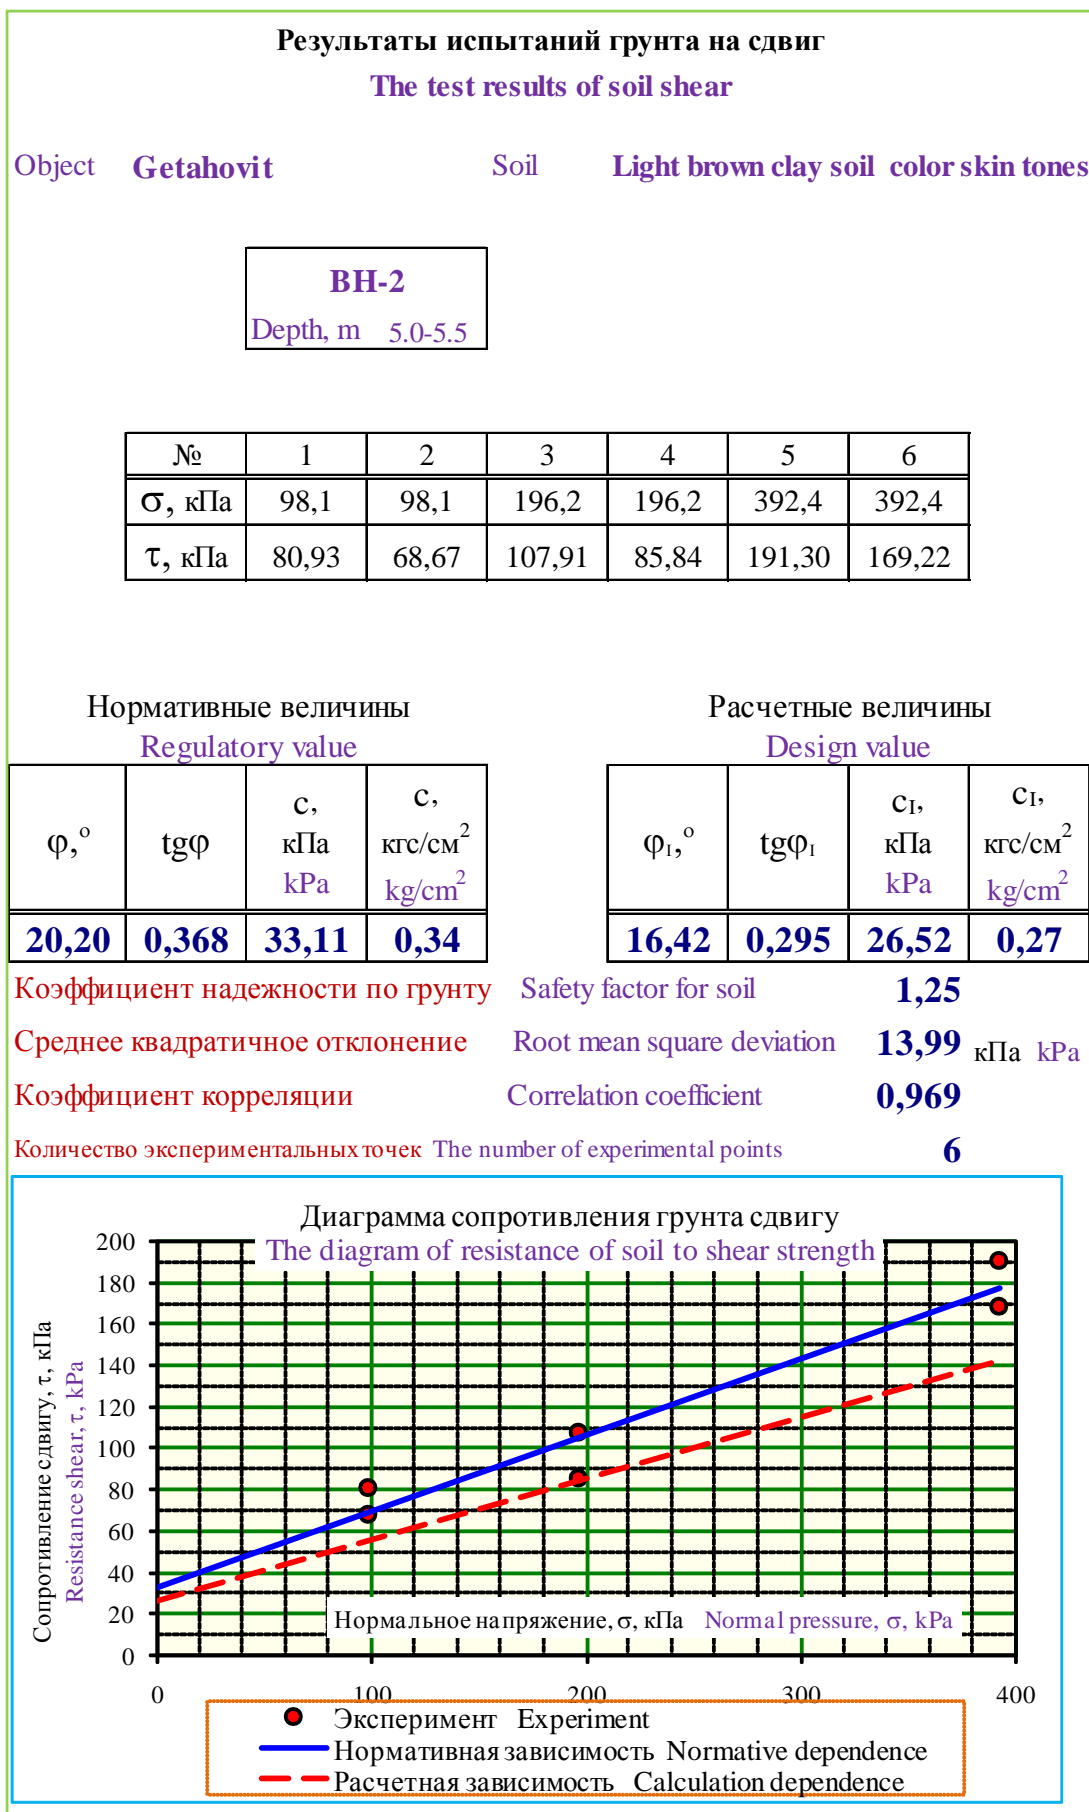 Результаты испытаний грунта на сдвиг
The test results of soil shear
Object Getahovit Soil Light brown clay soil color skin tones
BH-2
Depth, m 5.0-5.5
№ 1 2 3 4 5 6
σ, кПа 98,1 98,1 196,2 196,2 392,4 392,4
τ, кПа 80,93 68,67 107,91 85,84 191,30 169,22
Нормативные величины Расчетные величины
Regulatory value Design value
φ,° tgφ c, кПа kPa c, кгс/см² kg/cm² φI,° tgφI cI, кПа kPa cI, кгс/см² kg/cm²
20,20 0,368 33,11 0,34 16,42 0,295 26,52 0,27
Коэффициент надежности по грунту Safety factor for soil 1,25
Среднее квадратичное отклонение Root mean square deviation 13,99 кПа kPa
Коэффициент корреляции Correlation coefficient 0,969
Количество экспериментальных точек The number of experimental points 6
Диаграмма сопротивления грунта сдвигу
The diagram of resistance of soil to shear strength
Сопротивление сдвигу, τ, кПа
Resistance shear, τ, kPa
200
180
160
140
120
100
80
60
40
20
0
Нормальное напряжение, σ, кПа Normal pressure, σ, kPa
0 100 200 300 400
Эксперимент Experiment
Нормативная зависимость Normative dependence
Расчетная зависимость Calculation dependence